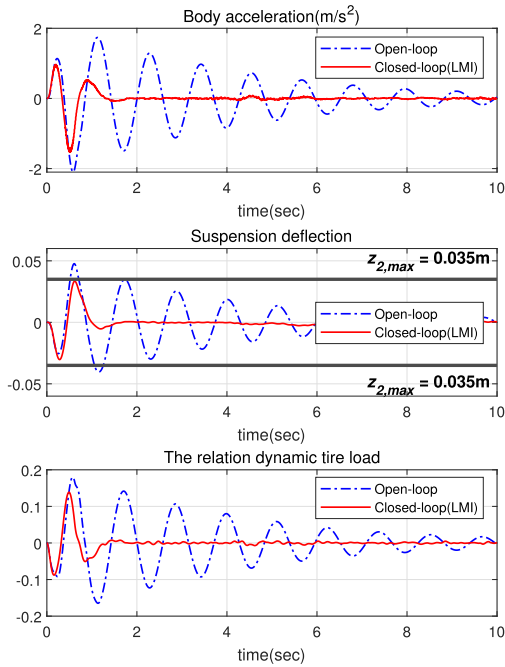 Body acceleration(m/s²)
2
0
-2
Open-loop
Closed-loop(LMI)
0 2 4 6 8 10
time(sec)
Suspension deflection
0.05
0
-0.05
z2,max = 0.035m
Open-loop
Closed-loop(LMI)
z2,max = 0.035m
0 2 4 6 8 10
time(sec)
The relation dynamic tire load
0.2
0.1
0
-0.1
-0.2
Open-loop
Closed-loop(LMI)
0 2 4 6 8 10
time(sec)